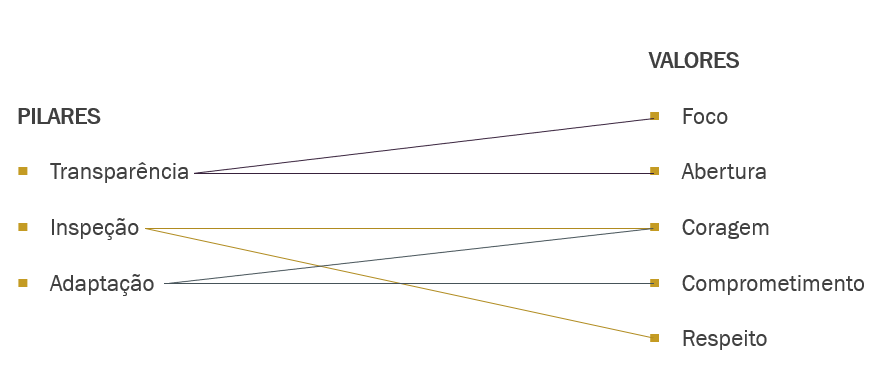 PILARES
Transparência
Inspeção
Adaptação
VALORES
Foco
Abertura
Coragem
Comprometimento
Respeito